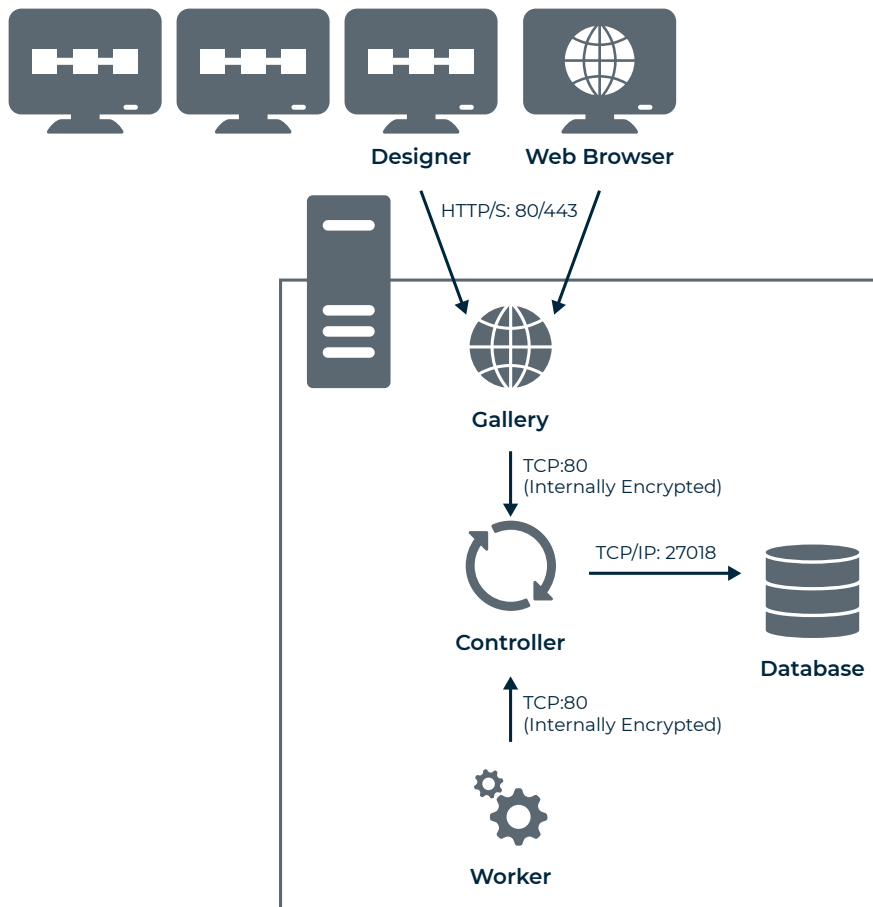 Designer
Web Browser
HTTP/S: 80/443
Gallery
TCP:80
(Internally Encrypted)
TCP/IP: 27018
Controller
Database
TCP:80
(Internally Encrypted)
Worker